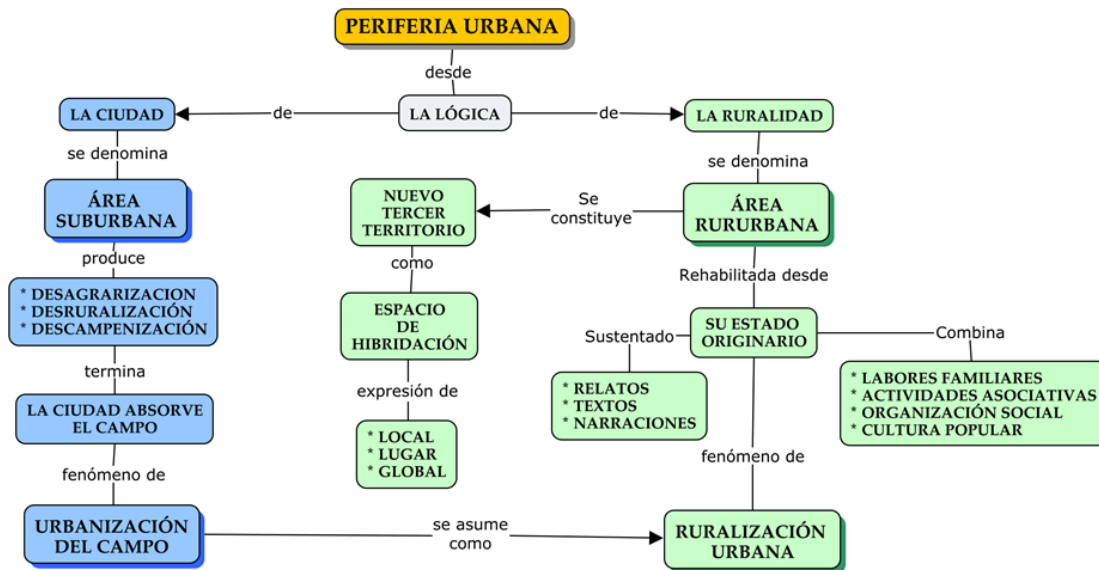 PERIFERIA URBANA
desde
LA CIUDAD
de
LA LÓGICA
de
LA RURALIDAD
se denomina
se denomina
ÁREA
SUBURBANA
NUEVO
TERCER
TERRITORIO
Se
constituye
ÁREA
RURURBANA
produce
como
Rehabilitada desde
* DESAGRARIZACION
* DESRURALIZACIÓN
* DESCAMPENIZACIÓN
ESPACIO
DE
HIBRIDACIÓN
Sustentado
SU ESTADO
ORIGINARIO
Combina
termina
expresión de
* RELATOS
* TEXTOS
* NARRACIONES
* LABORES FAMILIARES
* ACTIVIDADES ASOCIATIVAS
* ORGANIZACIÓN SOCIAL
* CULTURA POPULAR
LA CIUDAD ABSORVE
EL CAMPO
* LOCAL
* LUGAR
* GLOBAL
fenómeno de
fenómeno de
URBANIZACIÓN
DEL CAMPO
se asume
como
RURALIZACIÓN
URBANA